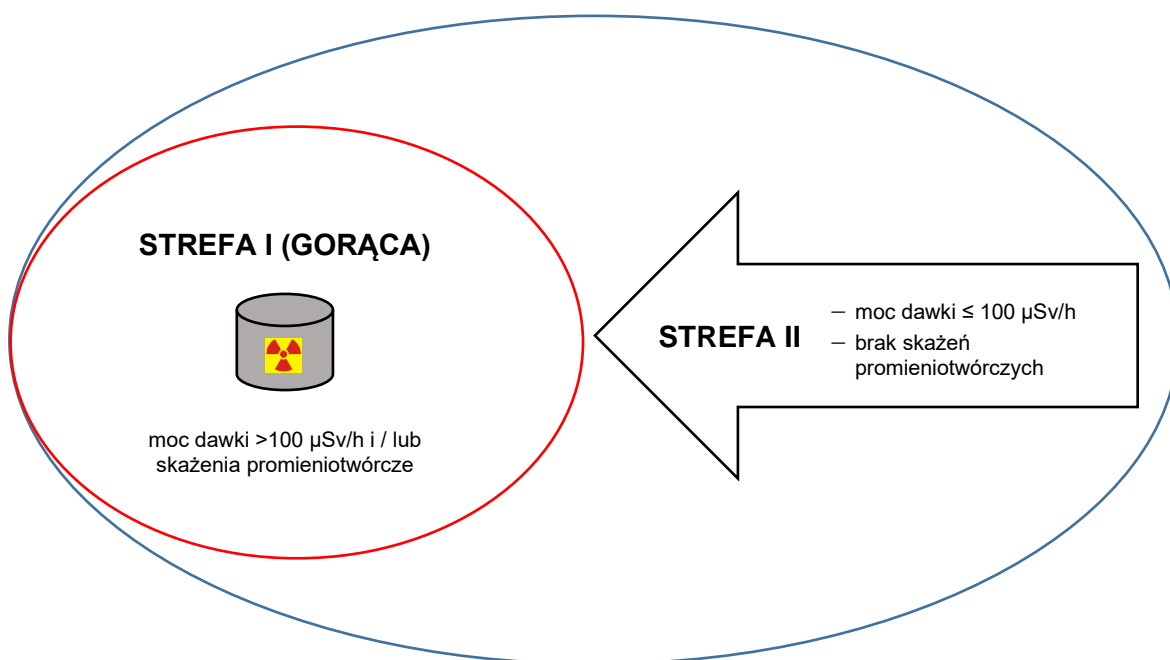 STREFA I (GORĄCA)
moc dawki >100 µSv/h i / lub
skażenia promieniotwórcze
STREFA II
– moc dawki ≤ 100 µSv/h
– brak skażeń
promieniotwórczych